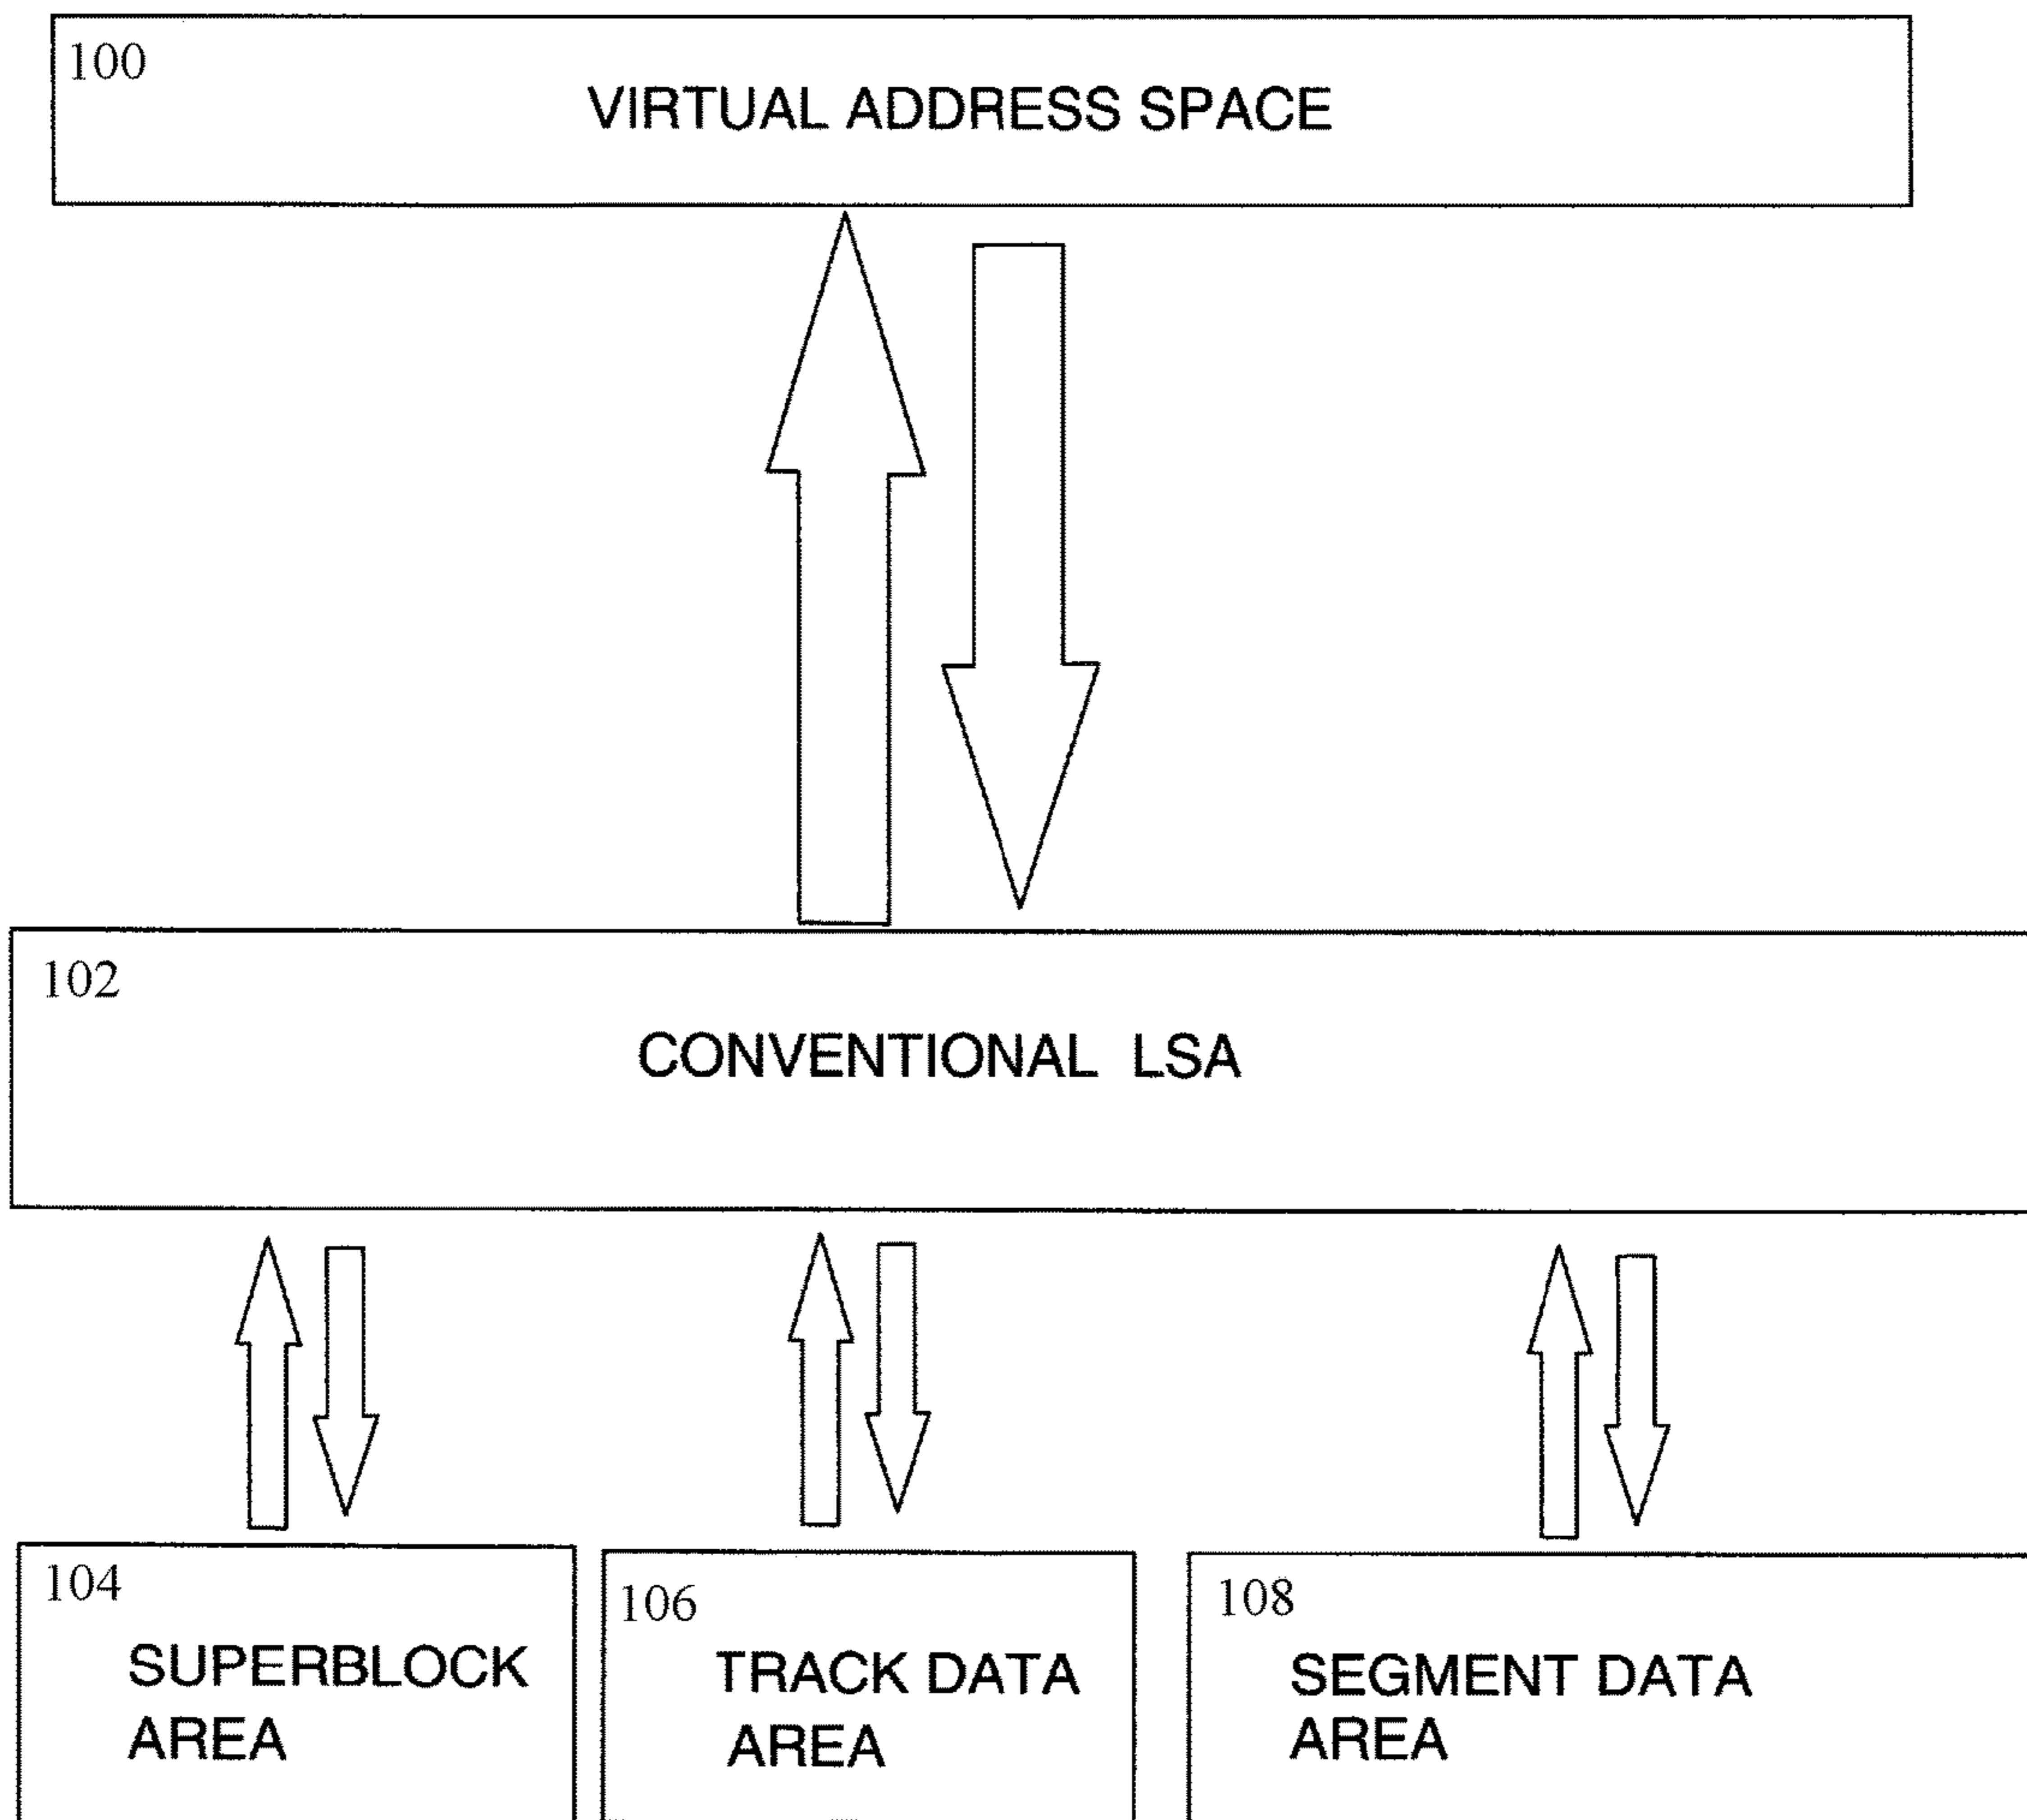 100
VIRTUAL ADDRESS SPACE
102
CONVENTIONAL LSA
104
SUPERBLOCK
AREA
106
TRACK DATA
AREA
108
SEGMENT DATA
AREA